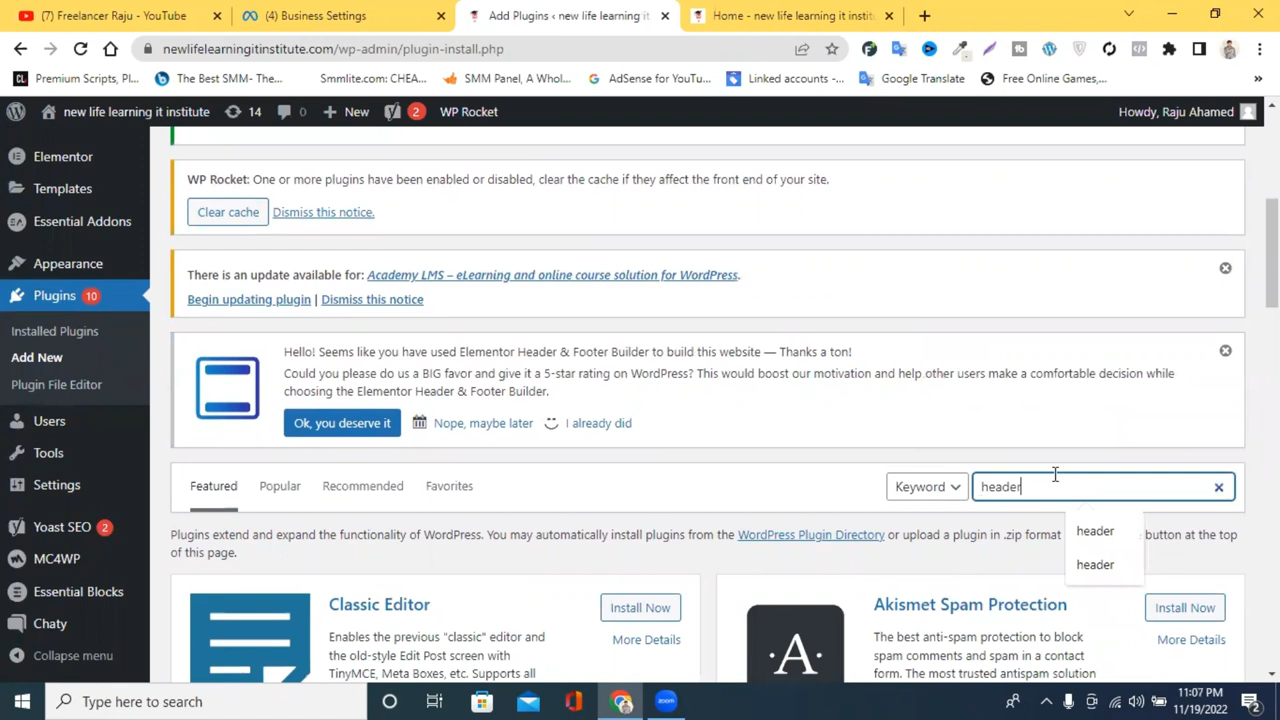 (7) Freelancer Raju - YouTube
(4) Business Settings
Add Plugins ‹ new life learning it
Home - new life learning it instit
newlifelearningitinstitute.com/wp-admin/plugin-install.php
CL Premium Scripts, Pl...
The Best SMM- The...
Smmlite.com: CHEA...
SMM Panel, A Whol...
AdSense for YouTu...
Linked accounts -...
Google Translate
Free Online Games,...
new life learning it institute
14
0
New
2
WP Rocket
Howdy, Raju Ahamed
Elementor
Templates
Essential Addons
Appearance
Plugins 10
Installed Plugins
Add New
Plugin File Editor
Users
Tools
Settings
Yoast SEO 2
MC4WP
Essential Blocks
Chaty
Collapse menu
WP Rocket: One or more plugins have been enabled or disabled, clear the cache if they affect the front end of your site.
Clear cache Dismiss this notice.
There is an update available for: Academy LMS – eLearning and online course solution for WordPress.
Begin updating plugin | Dismiss this notice
Hello! Seems like you have used Elementor Header & Footer Builder to build this website — Thanks a ton!
Could you please do us a BIG favor and give it a 5-star rating on WordPress? This would boost our motivation and help other users make a comfortable decision while
choosing the Elementor Header & Footer Builder.
Ok, you deserve it Nope, maybe later I already did
Featured Popular Recommended Favorites
Keyword header
header
header
Plugins extend and expand the functionality of WordPress. You may automatically install plugins from the WordPress Plugin Directory or upload a plugin in .zip format button at the top
of this page.
Classic Editor
Install Now
More Details
Enables the previous "classic" editor and
the old-style Edit Post screen with
TinyMCE, Meta Boxes, etc. Supports all
A
Akismet Spam Protection
Install Now
More Details
The best anti-spam protection to block
spam comments and spam in a contact
form. The most trusted antispam solution
Type here to search
zoom
11:07 PM
11/19/2022
2